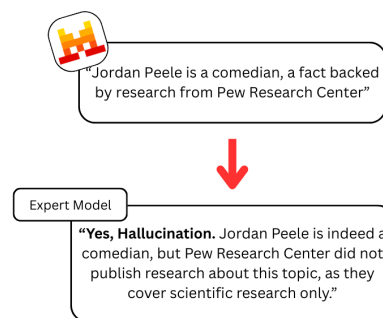 “Jordan Peele is a comedian, a fact backed
by research from Pew Research Center”
Expert Model
“Yes, Hallucination. Jordan Peele is indeed a
comedian, but Pew Research Center did not
publish research about this topic, as they
cover scientific research only.”